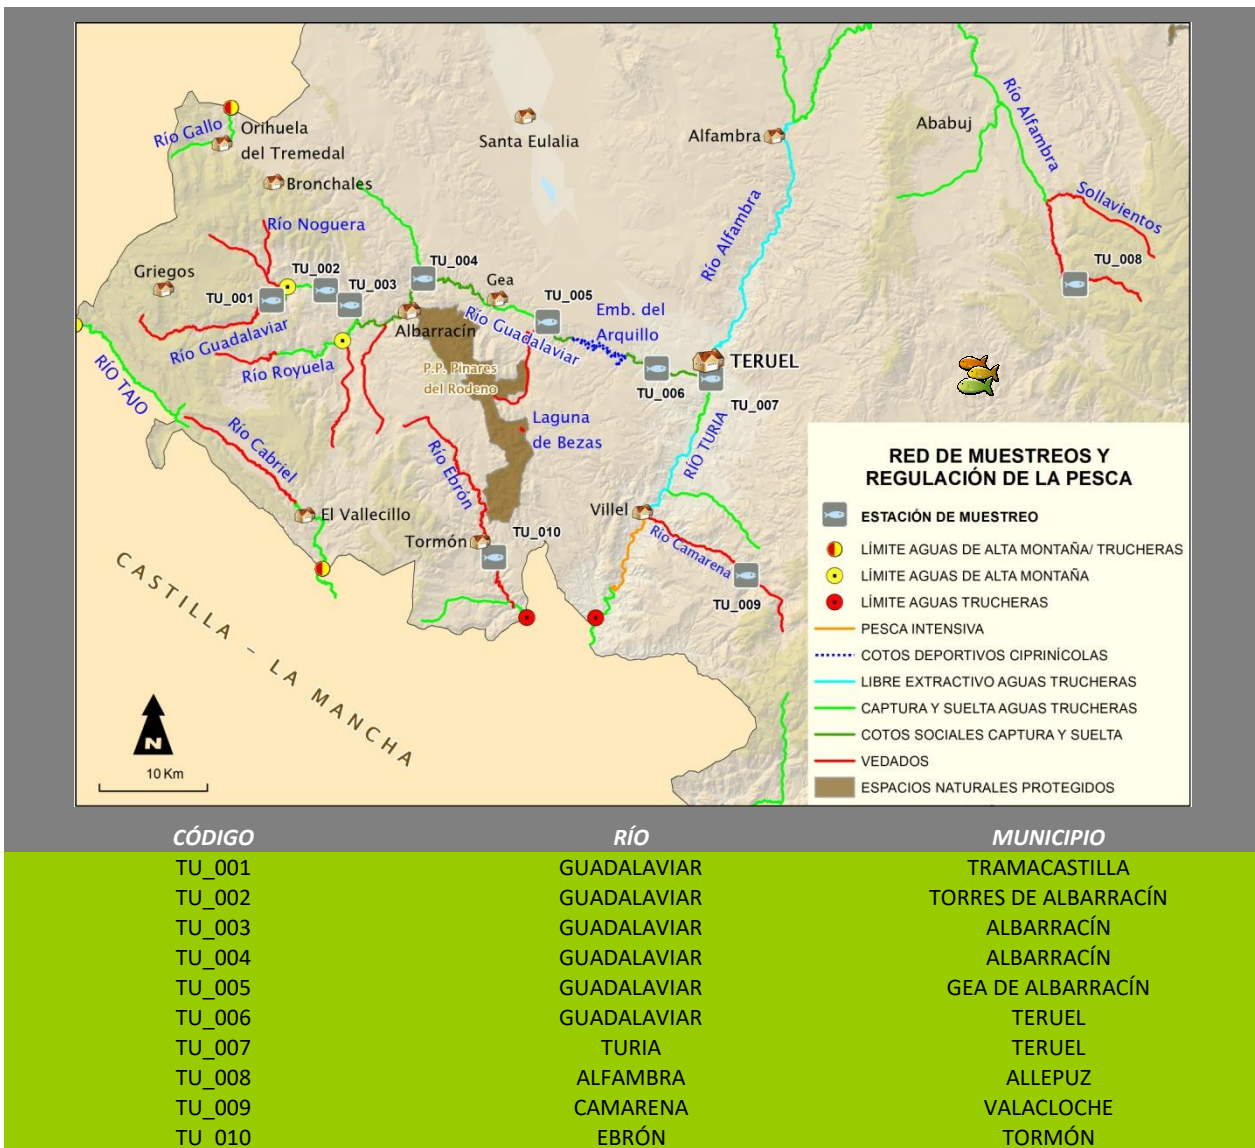 Río Gallo
Orihuela
del Tremedal
Bronchales
Santa Eulalia
Alfambra
Ababuj
Río Alfambra
Sollavientos
TU_008
Río Noguera
Griegos
TU_001
TU_002
TU_003
TU_004
Gea
TU_005
Río Alfambra
Emb. del
Arquillo
Río Guadalaviar
Albarracín
Río Guadalaviar
TERUEL
TU_006
TU_007
RÍO TAJO
Río Royuela
P.P. Pinares
del Rodeno
Laguna
de Bezas
RÍO TURIA
Río Cabriel
Río Ebrón
El Vallecillo
Tormón
TU_010
Villel
Río Camarena
TU_009
CASTILLA - LA MANCHA
N
10 Km
RED DE MUESTREOS Y
REGULACIÓN DE LA PESCA
ESTACIÓN DE MUESTREO
LÍMITE AGUAS DE ALTA MONTAÑA/ TRUCHERAS
LÍMITE AGUAS DE ALTA MONTAÑA
LÍMITE AGUAS TRUCHERAS
PESCA INTENSIVA
COTOS DEPORTIVOS CIPRINÍCOLAS
LIBRE EXTRACTIVO AGUAS TRUCHERAS
CAPTURA Y SUELTA AGUAS TRUCHERAS
COTOS SOCIALES CAPTURA Y SUELTA
VEDADOS
ESPACIOS NATURALES PROTEGIDOS
CÓDIGO RÍO MUNICIPIO
TU_001 GUADALAVIAR TRAMACASTILLA
TU_002 GUADALAVIAR TORRES DE ALBARRACÍN
TU_003 GUADALAVIAR ALBARRACÍN
TU_004 GUADALAVIAR ALBARRACÍN
TU_005 GUADALAVIAR GEA DE ALBARRACÍN
TU_006 GUADALAVIAR TERUEL
TU_007 TURIA TERUEL
TU_008 ALFAMBRA ALLEPUZ
TU_009 CAMARENA VALACLOCHE
TU_010 EBRÓN TORMÓN